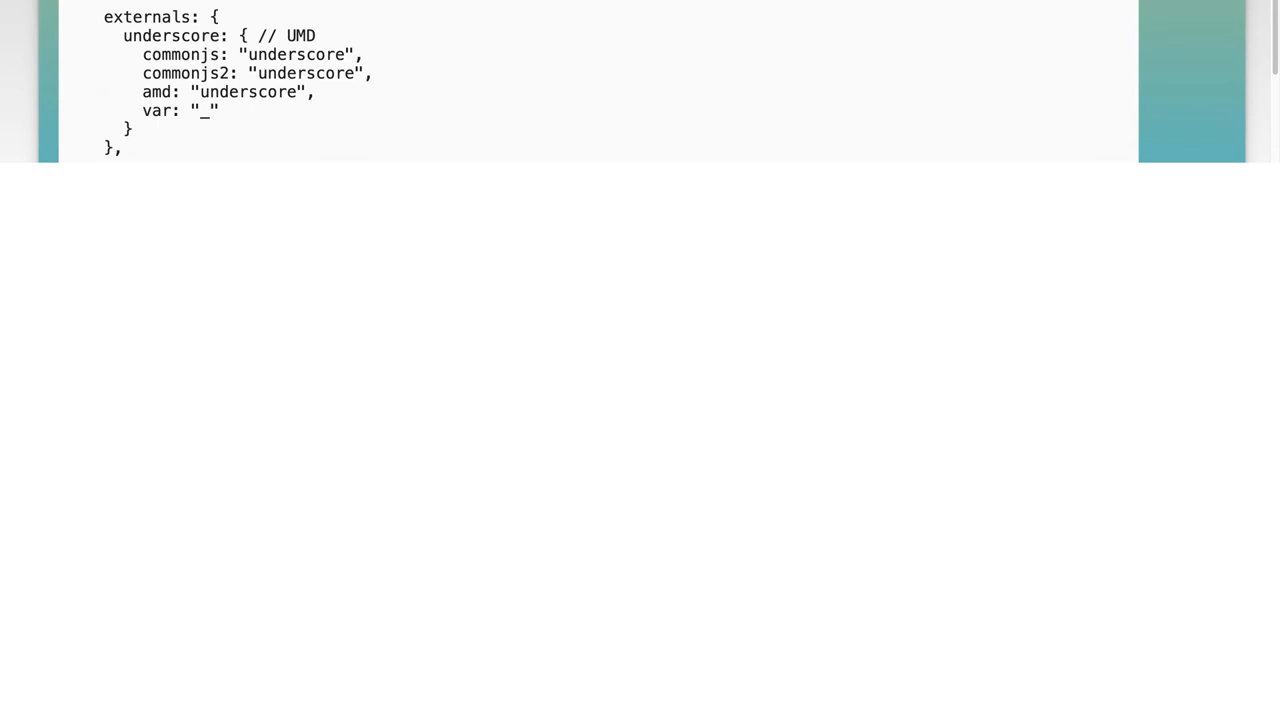 externals: {
  underscore: { // UMD
    commonjs: "underscore",
    commonjs2: "underscore",
    amd: "underscore",
    var: "_"
  }
},